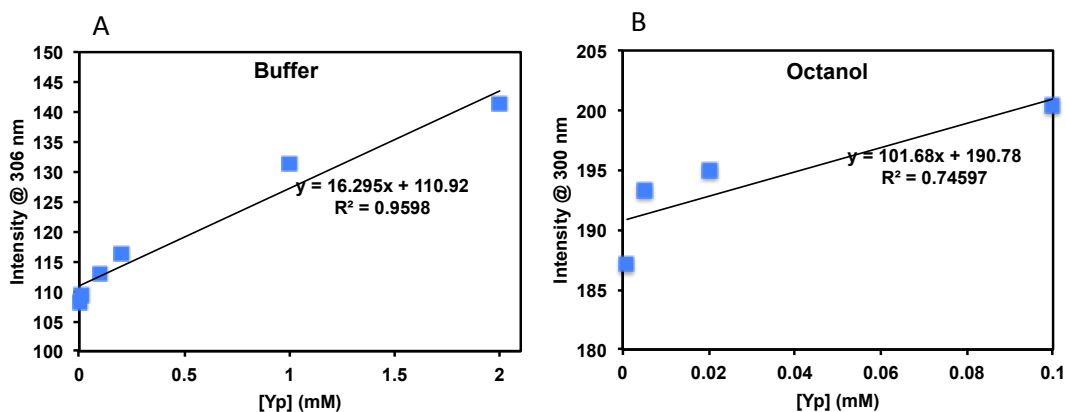 A
Buffer
150
145
140
135
130
125
120
115
110
105
100
Intensity @ 306 nm
y = 16.295x + 110.92
R² = 0.9598
0
0.5
1
1.5
2
[Yp] (mM)
B
Octanol
205
200
195
190
185
180
Intensity @ 300 nm
y = 101.68x + 190.78
R² = 0.74597
0
0.02
0.04
0.06
0.08
0.1
[Yp] (mM)